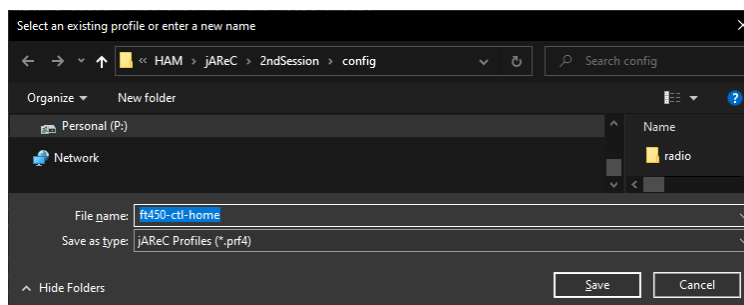 Select an existing profile or enter a new name
« HAM › jAReC › 2ndSession › config
Search config
Organize
New folder
Personal (P:)
Network
Name
radio
File name: ft450-ctl-home
Save as type: jAReC Profiles (*.prf4)
Hide Folders
Save
Cancel